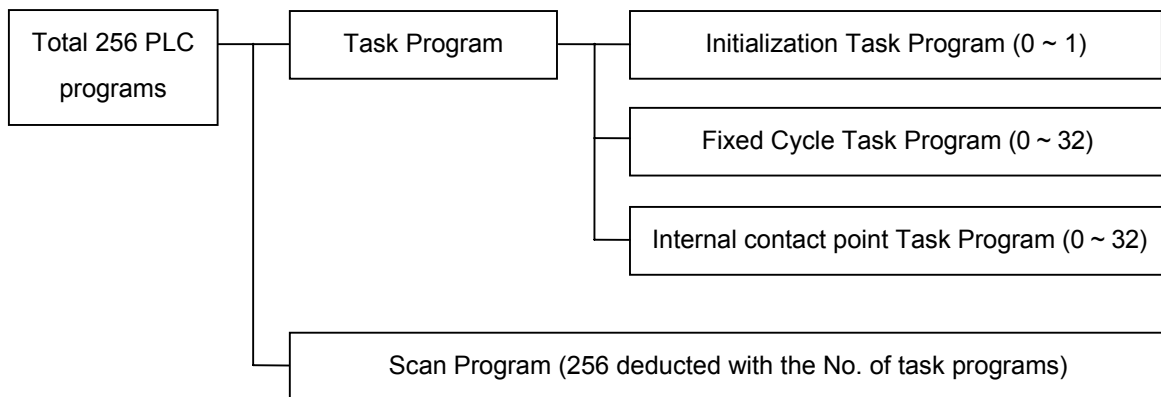 Total 256 PLC
programs
Task Program
Initialization Task Program (0 ~ 1)
Fixed Cycle Task Program (0 ~ 32)
Internal contact point Task Program (0 ~ 32)
Scan Program (256 deducted with the No. of task programs)